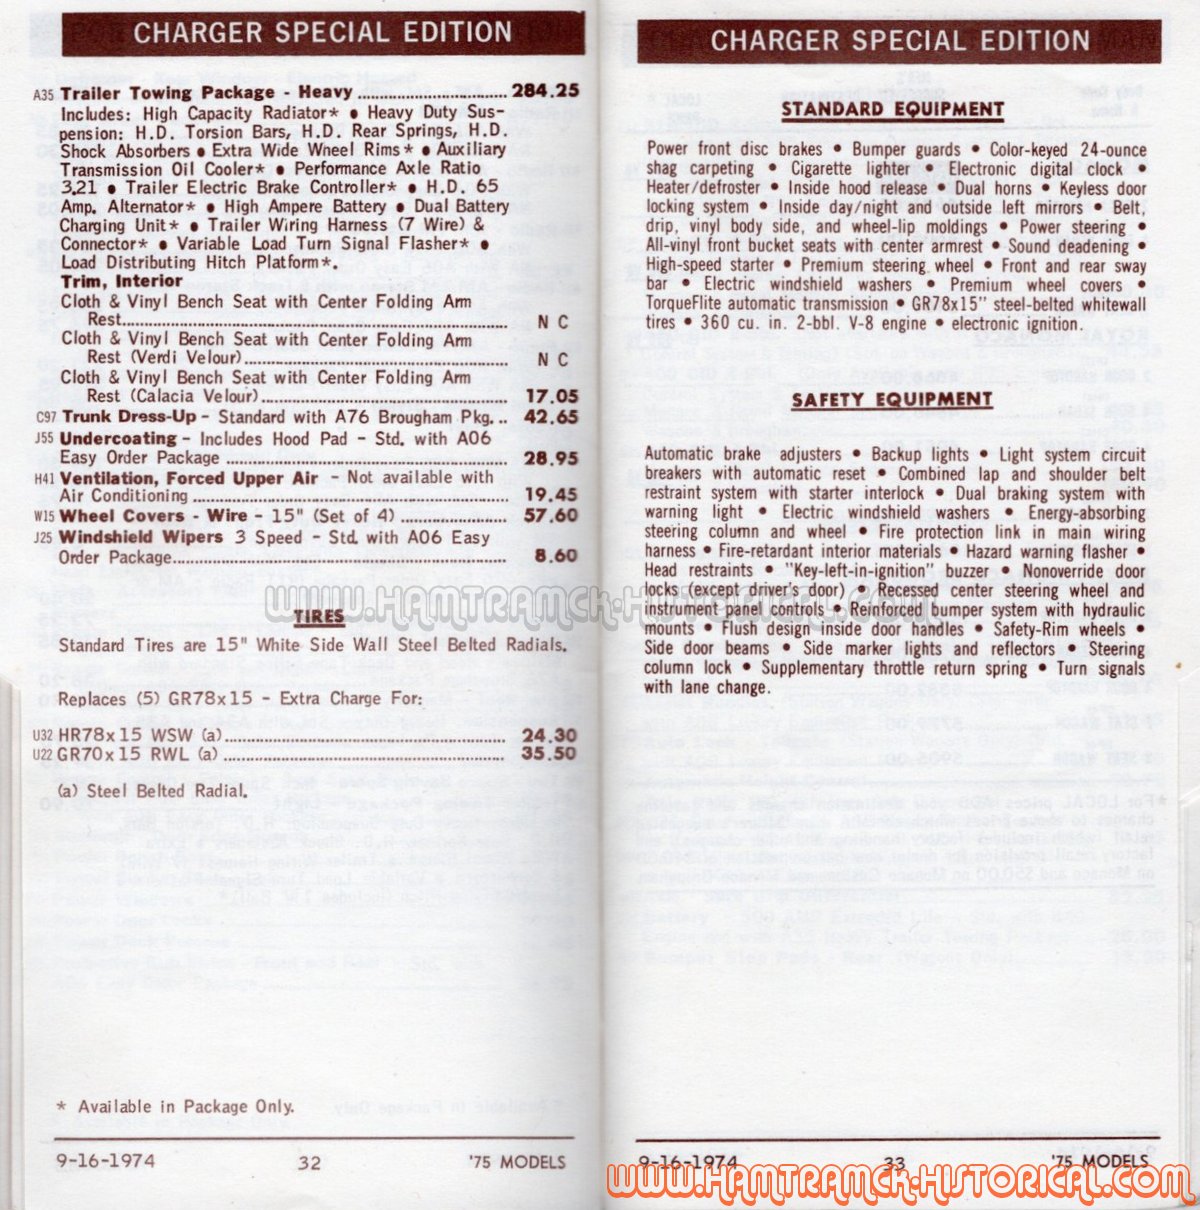 CHARGER SPECIAL EDITION
A35 Trailer Towing Package - Heavy ........................ 284.25
Includes: High Capacity Radiator* • Heavy Duty Sus-
pension: H.D. Torsion Bars, H.D. Rear Springs, H.D.
Shock Absorbers • Extra Wide Wheel Rims* • Auxiliary
Transmission Oil Cooler* • Performance Axle Ratio
3.21 • Trailer Electric Brake Controller* • H.D. 65
Amp. Alternator* • High Ampere Battery • Dual Battery
Charging Unit* • Trailer Wiring Harness (7 Wire) &
Connector* • Variable Load Turn Signal Flasher* •
Load Distributing Hitch Platform*.
Trim, Interior
Cloth & Vinyl Bench Seat with Center Folding Arm
Rest........................ N C
Cloth & Vinyl Bench Seat with Center Folding Arm
Rest (Verdi Velour)........................ N C
Cloth & Vinyl Bench Seat with Center Folding Arm
Rest (Calacia Velour)........................ 17.05
C97 Trunk Dress-Up - Standard with A76 Brougham Pkg... 42.65
J55 Undercoating - Includes Hood Pad - Std. with A06
Easy Order Package ........................ 28.95
H41 Ventilation, Forced Upper Air - Not available with
Air Conditioning ........................ 19.45
W15 Wheel Covers - Wire - 15" (Set of 4) ................ 57.60
J25 Windshield Wipers 3 Speed - Std. with A06 Easy
Order Package........................ 8.60
TIRES
Standard Tires are 15" White Side Wall Steel Belted Radials.
Replaces (5) GR78x15 - Extra Charge For:
U32 HR78x15 WSW (a)........................ 24.30
U22 GR70x15 RWL (a)........................ 35.50
(a) Steel Belted Radial.
* Available in Package Only.
9-16-1974 32 '75 MODELS
CHARGER SPECIAL EDITION
STANDARD EQUIPMENT
Power front disc brakes • Bumper guards • Color-keyed 24-ounce
shag carpeting • Cigarette lighter • Electronic digital clock •
Heater/defroster • Inside hood release • Dual horns • Keyless door
locking system • Inside day/night and outside left mirrors • Belt,
drip, vinyl body side, and wheel-lip moldings • Power steering •
All-vinyl front bucket seats with center armrest • Sound deadening •
High-speed starter • Premium steering wheel • Front and rear sway
bar • Electric windshield washers • Premium wheel covers •
TorqueFlite automatic transmission • GR78x15" steel-belted whitewall
tires • 360 cu. in. 2-bbl. V-8 engine • electronic ignition.
SAFETY EQUIPMENT
Automatic brake adjusters • Backup lights • Light system circuit
breakers with automatic reset • Combined lap and shoulder belt
restraint system with starter interlock • Dual braking system with
warning light • Electric windshield washers • Energy-absorbing
steering column and wheel • Fire protection link in main wiring
harness • Fire-retardant interior materials • Hazard warning flasher •
Head restraints • "Key-left-in-ignition" buzzer • Nonoverride door
locks (except driver's door) • Recessed center steering wheel and
instrument panel controls • Reinforced bumper system with hydraulic
mounts • Flush design inside door handles • Safety-Rim wheels •
Side door beams • Side marker lights and reflectors • Steering
column lock • Supplementary throttle return spring • Turn signals
with lane change.
9-16-1974 33 '75 MODELS
www.Hamtramck-Historical.com
www.Hamtramck-Historical.com